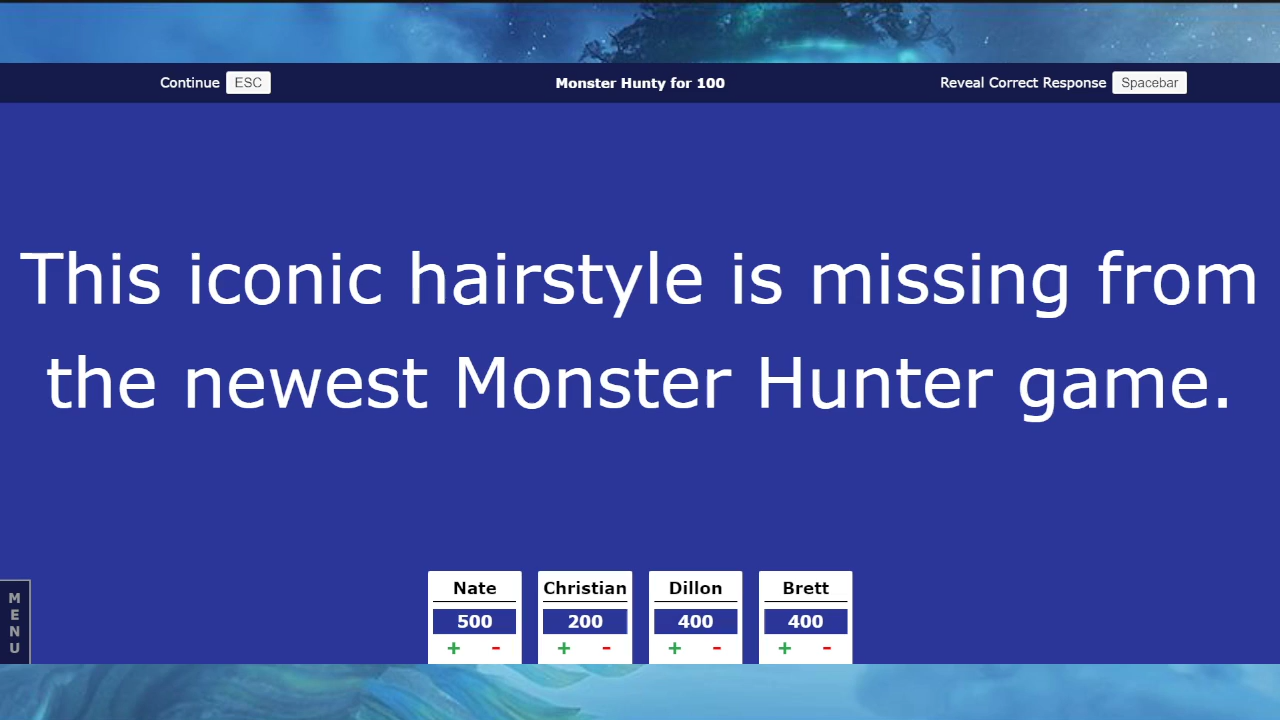 Continue ESC Monster Hunty for 100 Reveal Correct Response Spacebar
This iconic hairstyle is missing from
the newest Monster Hunter game.
MENU
Nate Christian Dillon Brett
500 200 400 400
+ - + - + - + -